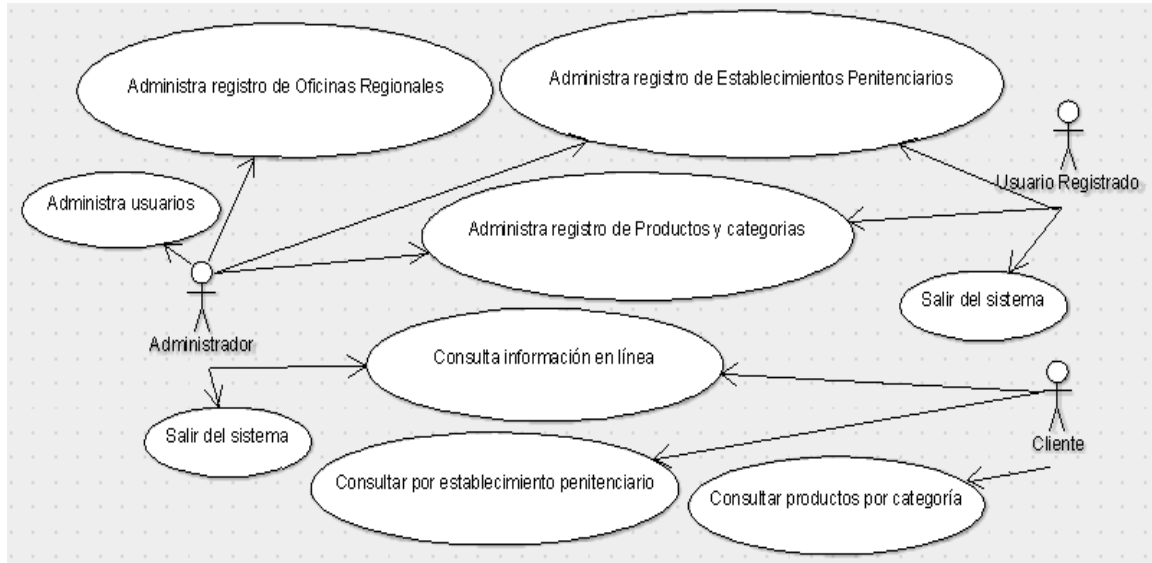 Administra registro de Oficinas Regionales
Administra registro de Establecimientos Penitenciarios
Usuario Registrado
Administra usuarios
Administra registro de Productos y categorias
Salir del sistema
Administrador
Consulta información en línea
Salir del sistema
Cliente
Consultar por establecimiento penitenciario
Consultar productos por categoría